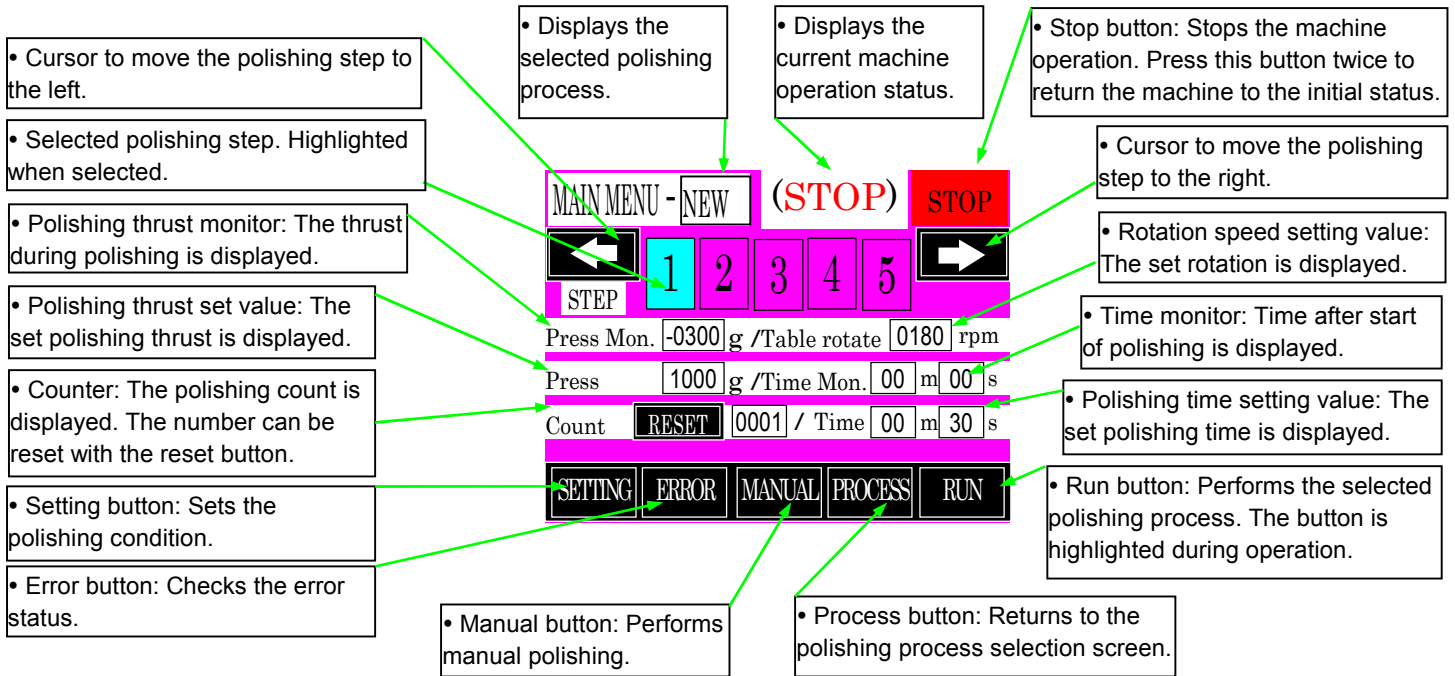 • Displays the
selected polishing
process.
• Displays the
current machine
operation status.
• Stop button: Stops the machine
operation. Press this button twice to
return the machine to the initial status.
• Cursor to move the polishing step to
the left.
• Selected polishing step. Highlighted
when selected.
• Cursor to move the polishing
step to the right.
• Polishing thrust monitor: The thrust
during polishing is displayed.
• Rotation speed setting value:
The set rotation is displayed.
• Polishing thrust set value: The
set polishing thrust is displayed.
• Time monitor: Time after start
of polishing is displayed.
• Counter: The polishing count is
displayed. The number can be
reset with the reset button.
• Polishing time setting value: The
set polishing time is displayed.
MAIN MENU - NEW (STOP) STOP
STEP 1 2 3 4 5
Press Mon. -0300 g /Table rotate 0180 rpm
Press 1000 g /Time Mon. 00 m 00 s
Count RESET 0001 / Time 00 m 30 s
SETTING ERROR MANUAL PROCESS RUN
• Setting button: Sets the
polishing condition.
• Run button: Performs the selected
polishing process. The button is
highlighted during operation.
• Error button: Checks the error
status.
• Manual button: Performs
manual polishing.
• Process button: Returns to the
polishing process selection screen.